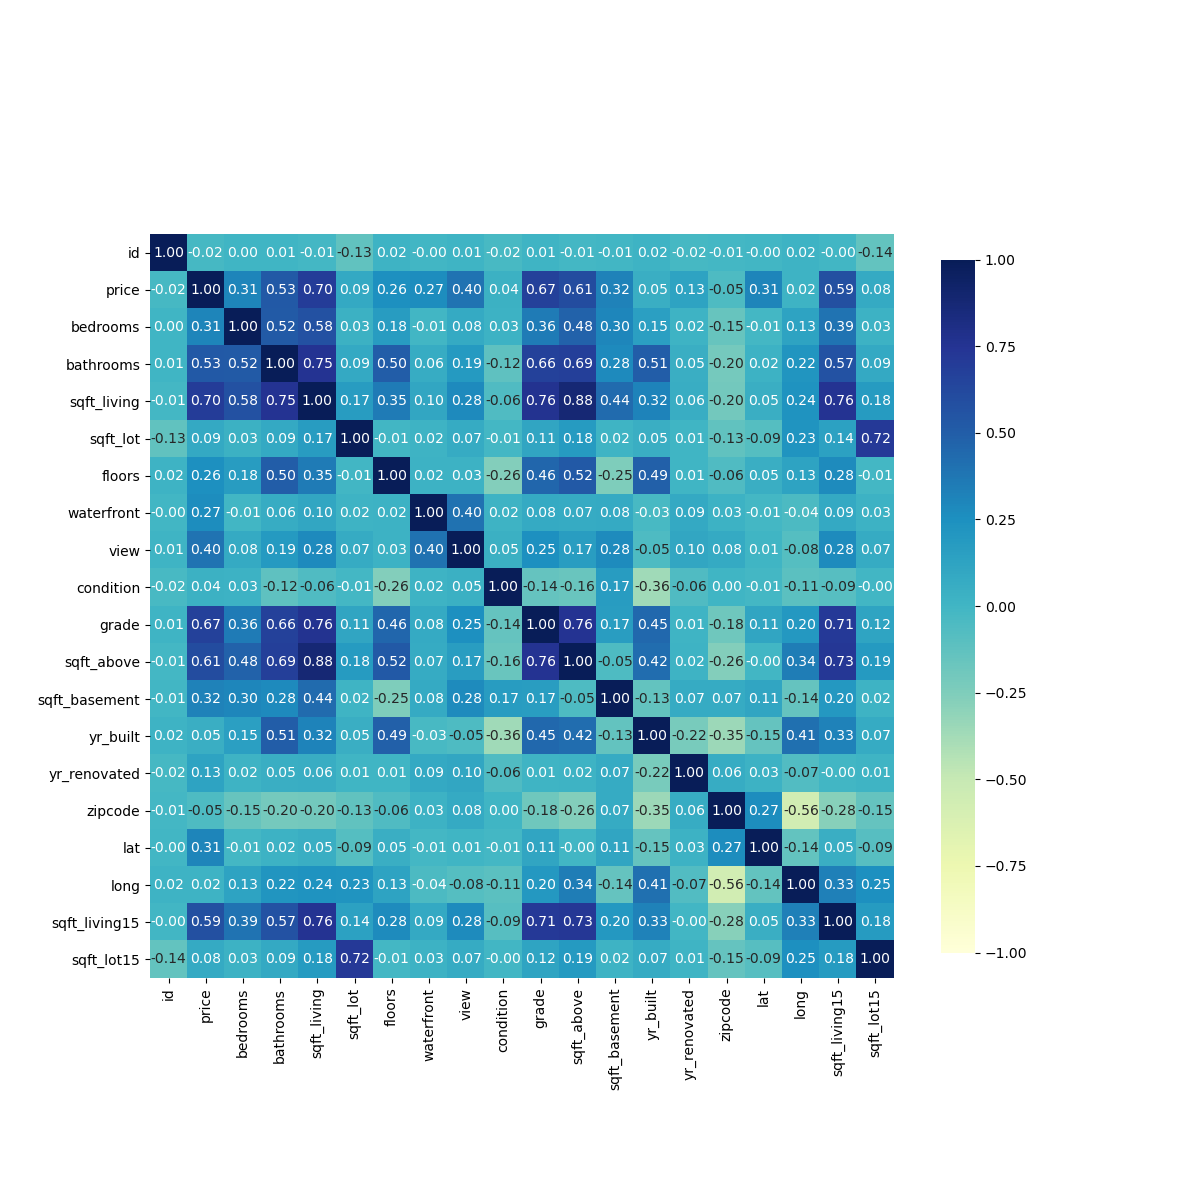 id 1.00 -0.02 0.00 0.01 -0.01 -0.13 0.02 -0.00 0.01 -0.02 0.01 -0.01 -0.01 0.02 -0.02 -0.01 -0.00 0.02 -0.00 -0.14
price -0.02 1.00 0.31 0.53 0.70 0.09 0.26 0.27 0.40 0.04 0.67 0.61 0.32 0.05 0.13 -0.05 0.31 0.02 0.59 0.08
bedrooms 0.00 0.31 1.00 0.52 0.58 0.03 0.18 -0.01 0.08 0.03 0.36 0.48 0.30 0.15 0.02 -0.15 -0.01 0.13 0.39 0.03
bathrooms 0.01 0.53 0.52 1.00 0.75 0.09 0.50 0.06 0.19 -0.12 0.66 0.69 0.28 0.51 0.05 -0.20 0.02 0.22 0.57 0.09
sqft_living -0.01 0.70 0.58 0.75 1.00 0.17 0.35 0.10 0.28 -0.06 0.76 0.88 0.44 0.32 0.06 -0.20 0.05 0.24 0.76 0.18
sqft_lot -0.13 0.09 0.03 0.09 0.17 1.00 -0.01 0.02 0.07 -0.01 0.11 0.18 0.02 0.05 0.01 -0.13 -0.09 0.23 0.14 0.72
floors 0.02 0.26 0.18 0.50 0.35 -0.01 1.00 0.02 0.03 -0.26 0.46 0.52 -0.25 0.49 0.01 -0.06 0.05 0.13 0.28 -0.01
waterfront -0.00 0.27 -0.01 0.06 0.10 0.02 0.02 1.00 0.40 0.02 0.08 0.07 0.08 -0.03 0.09 0.03 -0.01 -0.04 0.09 0.03
view 0.01 0.40 0.08 0.19 0.28 0.07 0.03 0.40 1.00 0.05 0.25 0.17 0.28 -0.05 0.10 0.08 0.01 -0.08 0.28 0.07
condition -0.02 0.04 0.03 -0.12 -0.06 -0.01 -0.26 0.02 0.05 1.00 -0.14 -0.16 0.17 -0.36 -0.06 0.00 -0.01 -0.11 -0.09 -0.00
grade 0.01 0.67 0.36 0.66 0.76 0.11 0.46 0.08 0.25 -0.14 1.00 0.76 0.17 0.45 0.01 -0.18 0.11 0.20 0.71 0.12
sqft_above -0.01 0.61 0.48 0.69 0.88 0.18 0.52 0.07 0.17 -0.16 0.76 1.00 -0.05 0.42 0.02 -0.26 -0.00 0.34 0.73 0.19
sqft_basement -0.01 0.32 0.30 0.28 0.44 0.02 -0.25 0.08 0.28 0.17 0.17 -0.05 1.00 -0.13 0.07 0.07 0.11 -0.14 0.20 0.02
yr_built 0.02 0.05 0.15 0.51 0.32 0.05 0.49 -0.03 -0.05 -0.36 0.45 0.42 -0.13 1.00 -0.22 -0.35 -0.15 0.41 0.33 0.07
yr_renovated -0.02 0.13 0.02 0.05 0.06 0.01 0.01 0.09 0.10 -0.06 0.01 0.02 0.07 -0.22 1.00 0.06 0.03 -0.07 -0.00 0.01
zipcode -0.01 -0.05 -0.15 -0.20 -0.20 -0.13 -0.06 0.03 0.08 0.00 -0.18 -0.26 0.07 -0.35 0.06 1.00 0.27 -0.56 -0.28 -0.15
lat -0.00 0.31 -0.01 0.02 0.05 -0.09 0.05 -0.01 0.01 -0.01 0.11 -0.00 0.11 -0.15 0.03 0.27 1.00 -0.14 0.05 -0.09
long 0.02 0.02 0.13 0.22 0.24 0.23 0.13 -0.04 -0.08 -0.11 0.20 0.34 -0.14 0.41 -0.07 -0.56 -0.14 1.00 0.33 0.25
sqft_living15 -0.00 0.59 0.39 0.57 0.76 0.14 0.28 0.09 0.28 -0.09 0.71 0.73 0.20 0.33 -0.00 -0.28 0.05 0.33 1.00 0.18
sqft_lot15 -0.14 0.08 0.03 0.09 0.18 0.72 -0.01 0.03 0.07 -0.00 0.12 0.19 0.02 0.07 0.01 -0.15 -0.09 0.25 0.18 1.00
id price bedrooms bathrooms sqft_living sqft_lot floors waterfront view condition grade sqft_above sqft_basement yr_built yr_renovated zipcode lat long sqft_living15 sqft_lot15
1.00
0.75
0.50
0.25
0.00
−0.25
−0.50
−0.75
−1.00